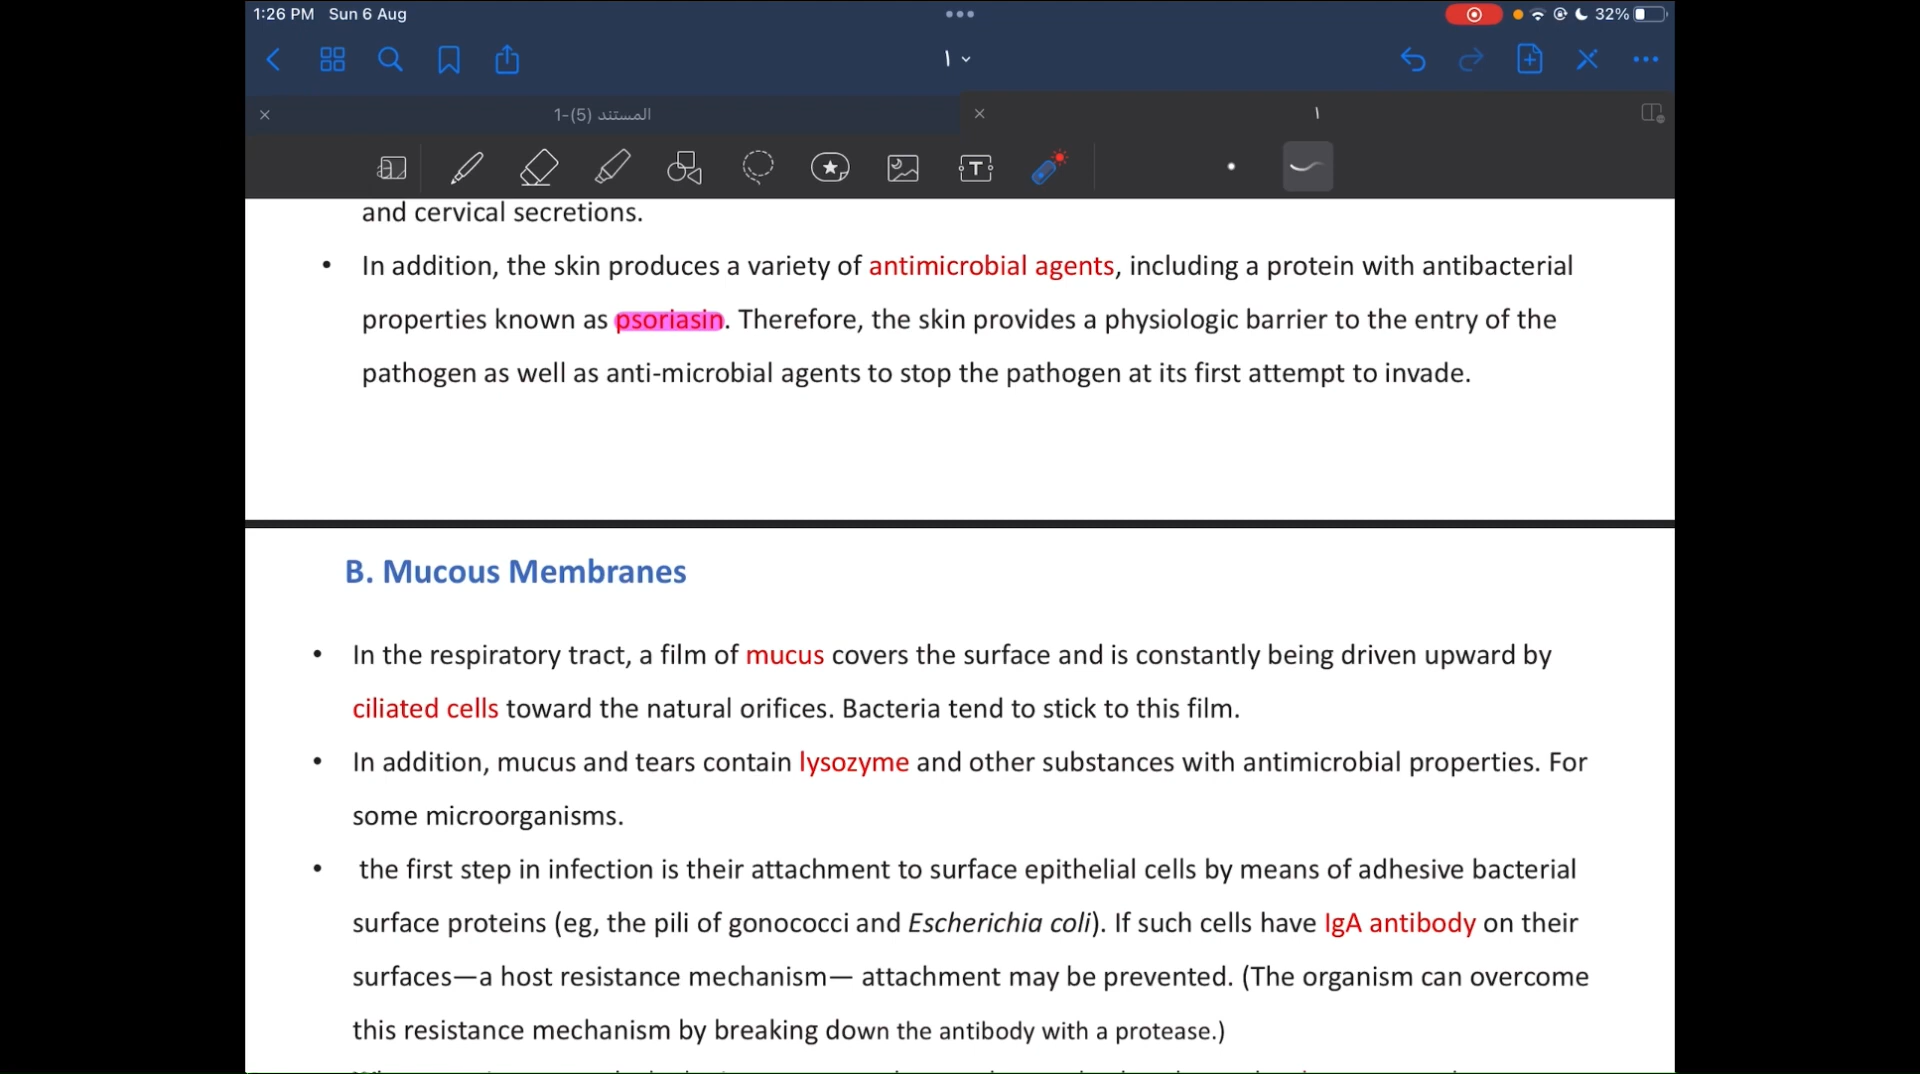 1:26 PM Sun 6 Aug
32%
١
المستند (5)-1
١
T
and cervical secretions.
• In addition, the skin produces a variety of antimicrobial agents, including a protein with antibacterial
properties known as psoriasin. Therefore, the skin provides a physiologic barrier to the entry of the
pathogen as well as anti-microbial agents to stop the pathogen at its first attempt to invade.
B. Mucous Membranes
• In the respiratory tract, a film of mucus covers the surface and is constantly being driven upward by
ciliated cells toward the natural orifices. Bacteria tend to stick to this film.
• In addition, mucus and tears contain lysozyme and other substances with antimicrobial properties. For
some microorganisms.
• the first step in infection is their attachment to surface epithelial cells by means of adhesive bacterial
surface proteins (eg, the pili of gonococci and Escherichia coli). If such cells have IgA antibody on their
surfaces—a host resistance mechanism— attachment may be prevented. (The organism can overcome
this resistance mechanism by breaking down the antibody with a protease.)